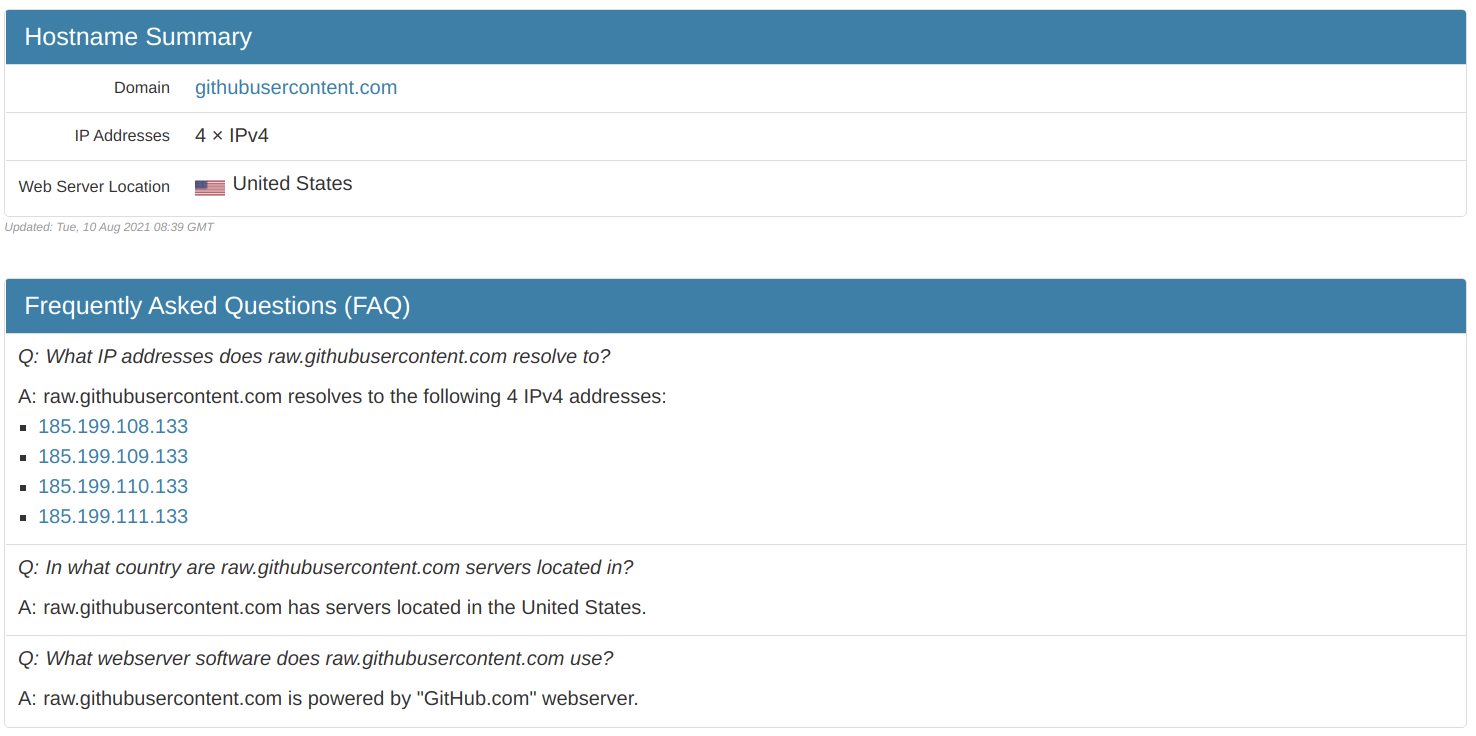 Hostname Summary
Domain githubusercontent.com
IP Addresses 4 × IPv4
Web Server Location United States
Updated: Tue, 10 Aug 2021 08:39 GMT
Frequently Asked Questions (FAQ)
Q: What IP addresses does raw.githubusercontent.com resolve to?
A: raw.githubusercontent.com resolves to the following 4 IPv4 addresses:
▪ 185.199.108.133
▪ 185.199.109.133
▪ 185.199.110.133
▪ 185.199.111.133
Q: In what country are raw.githubusercontent.com servers located in?
A: raw.githubusercontent.com has servers located in the United States.
Q: What webserver software does raw.githubusercontent.com use?
A: raw.githubusercontent.com is powered by "GitHub.com" webserver.